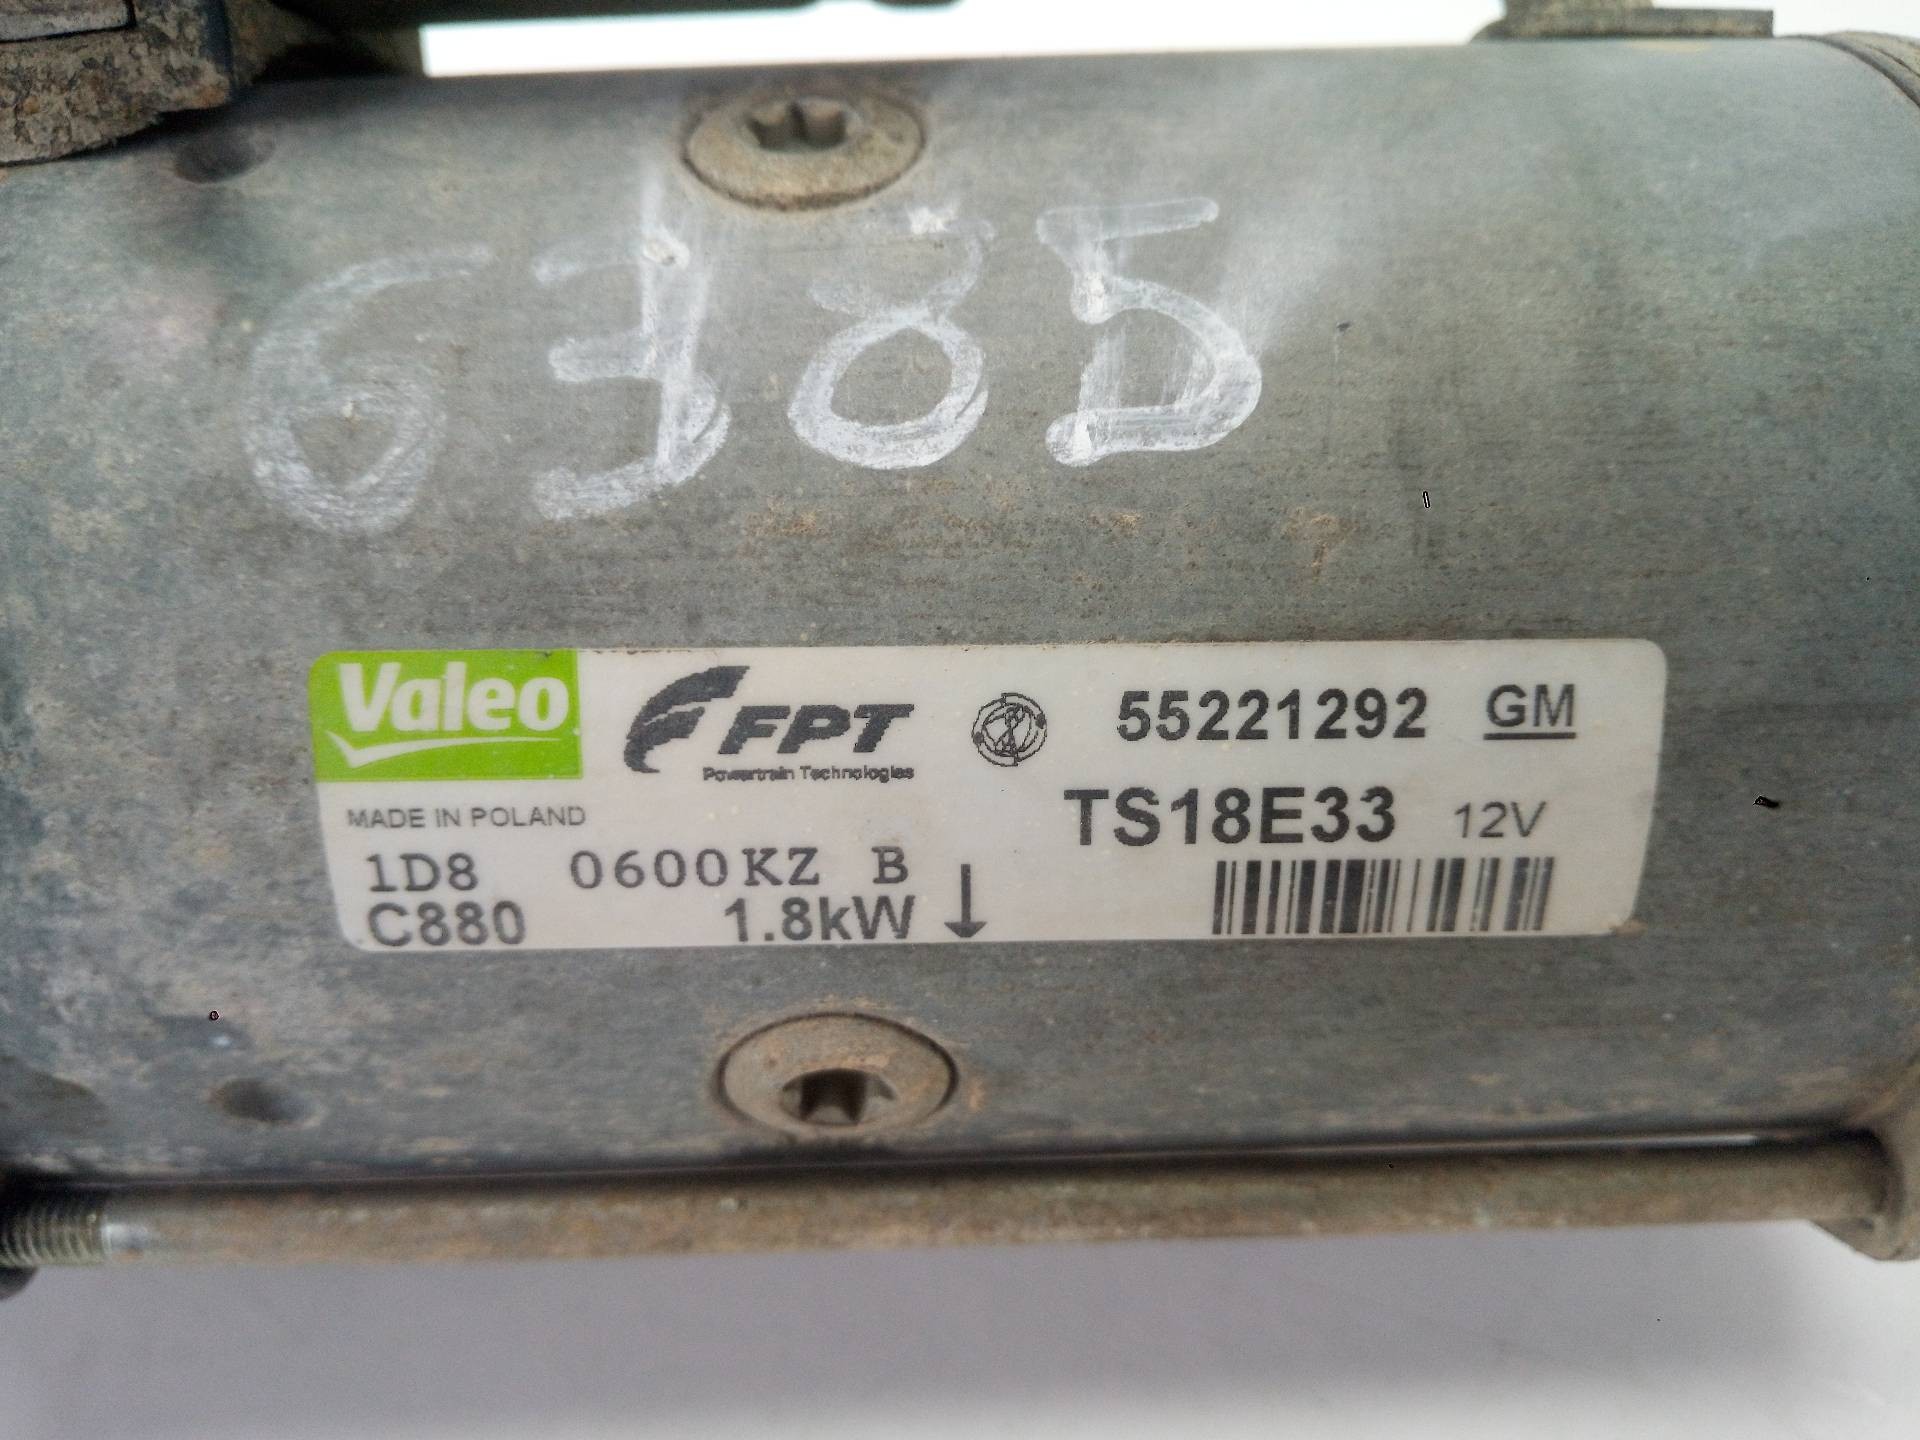 6385
Valeo
FPT
Powertrain Technologies
55221292 GM
MADE IN POLAND
TS18E33 12V
1D8 0600KZ B
C880 1.8kW